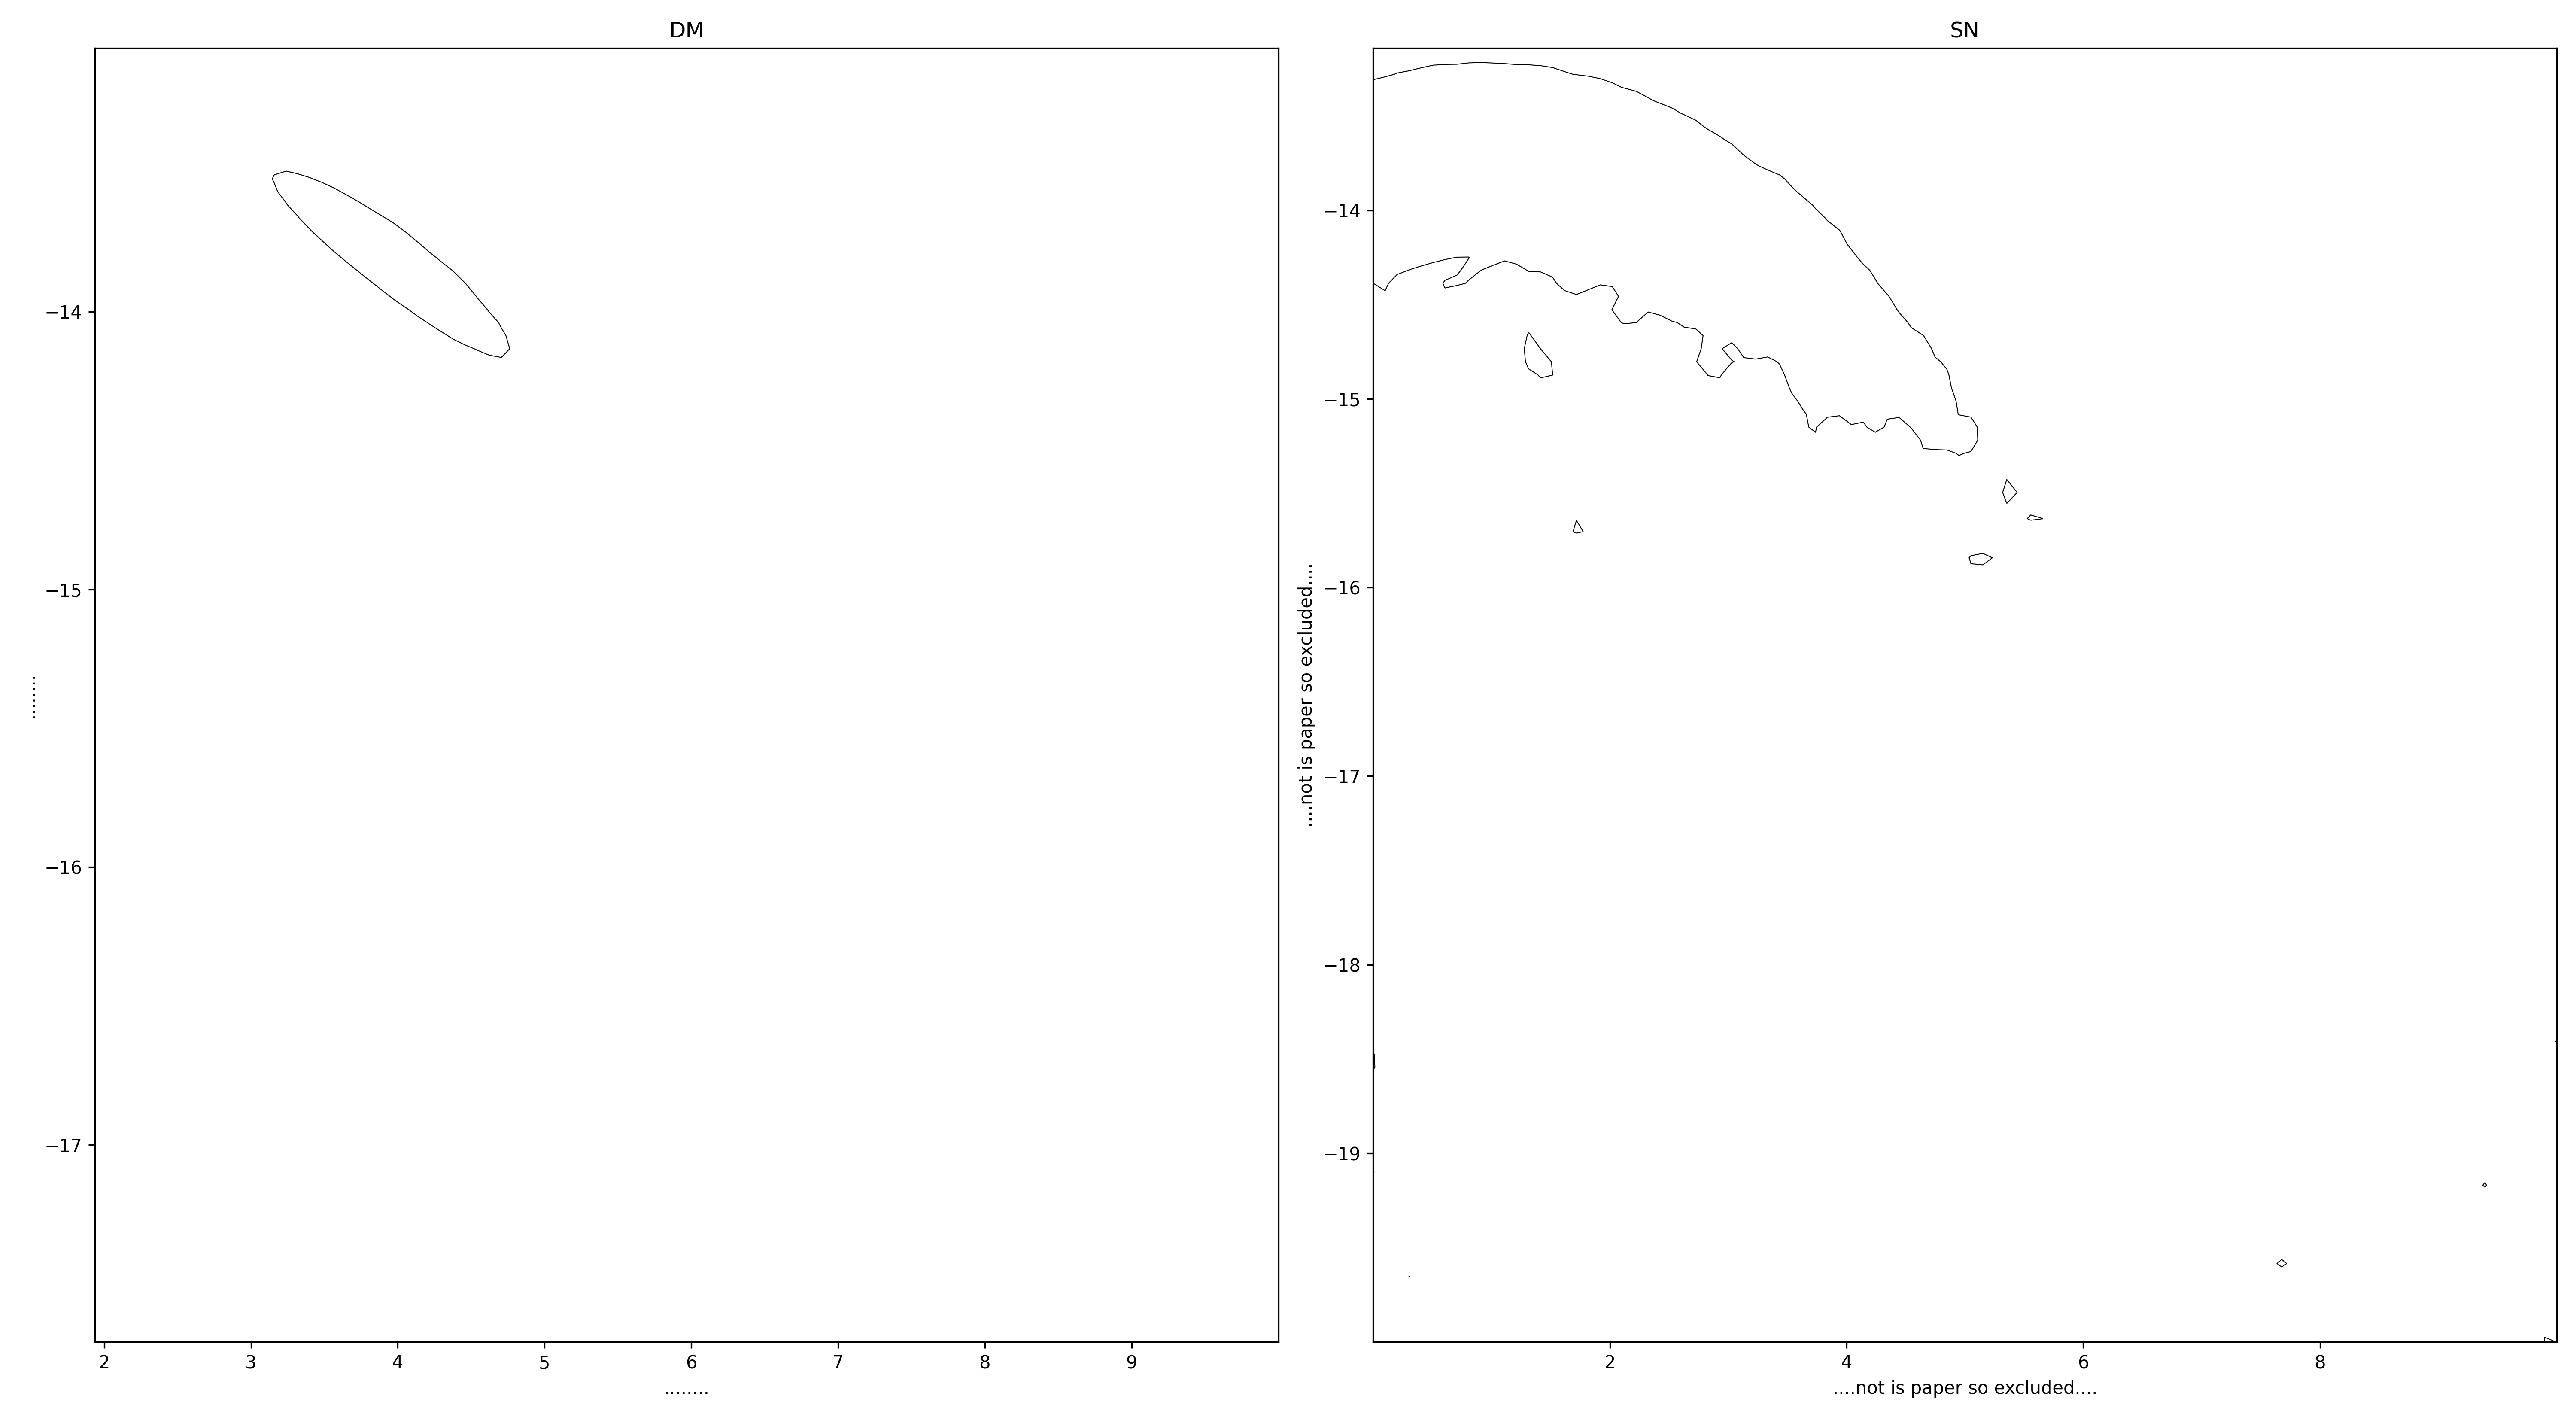 DM
−14
−15
−16
−17
........
2 3 4 5 6 7 8 9
........
SN
−14
−15
−16
−17
−18
−19
....not is paper so excluded....
2 4 6 8
....not is paper so excluded....